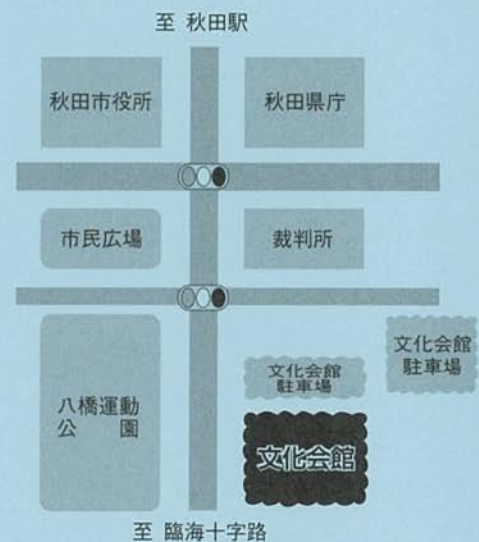 至 秋田駅
秋田市役所
秋田県庁
市民広場
裁判所
文化会館
駐車場
文化会館
駐車場
八橋運動
公園
文化会館
至 臨海十字路